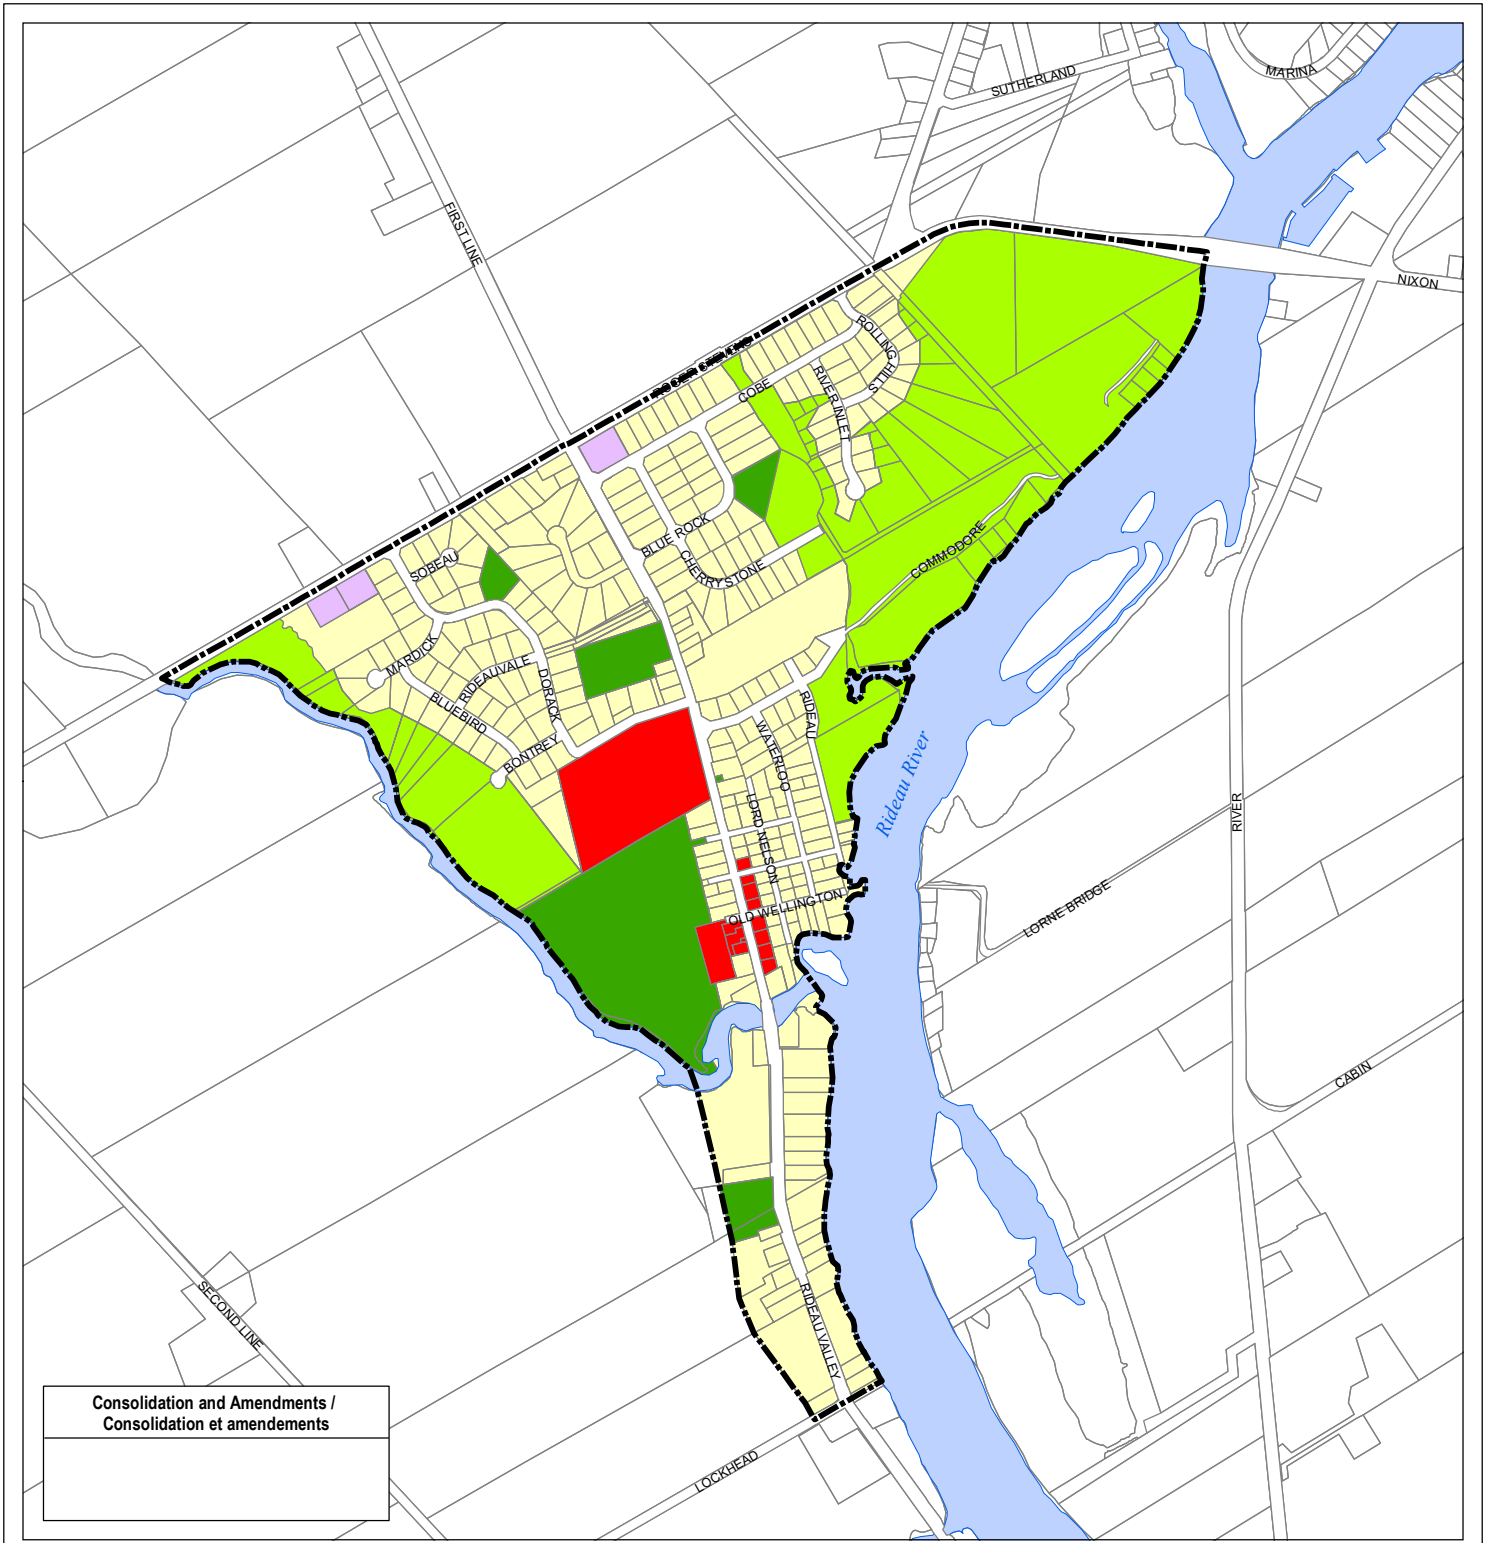 MARINA
SUTHERLAND
FIRST LINE
NIXON
ROLLING HILLS
ROGER STEVENS
COBE
RIVER INLET
BLUE ROCK
COMMODORE
CHERRYSTONE
SOBEAU
MARDICK
RIDEAUVALE
DORACK
BLUEBIRD
RIDEAU
WATERLOO
BONTREY
Rideau River
LORD NELSON
RIVER
OLD WELLINGTON
LORNE BRIDGE
CABIN
SECOND LINE
RIDEAU VALLEY
Consolidation and Amendments /
Consolidation et amendements
LOCKHEAD